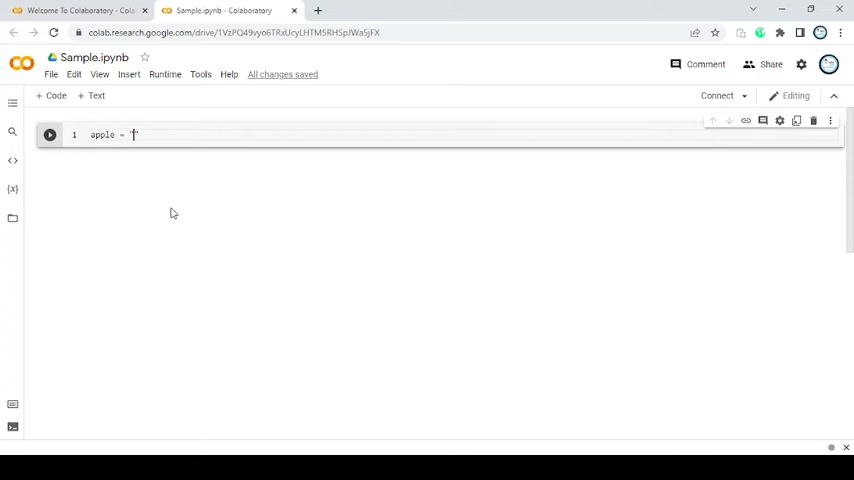 Welcome To Colaboratory - Cola
Sample.ipynb - Colaboratory
colab.research.google.com/drive/1VzPQ49vyo6TRxUcyLHTM5RHSpJWa5jFX
Sample.ipynb
Comment
Share
File Edit View Insert Runtime Tools Help All changes saved
+ Code + Text
Connect
Editing
1 apple = ''
{x}